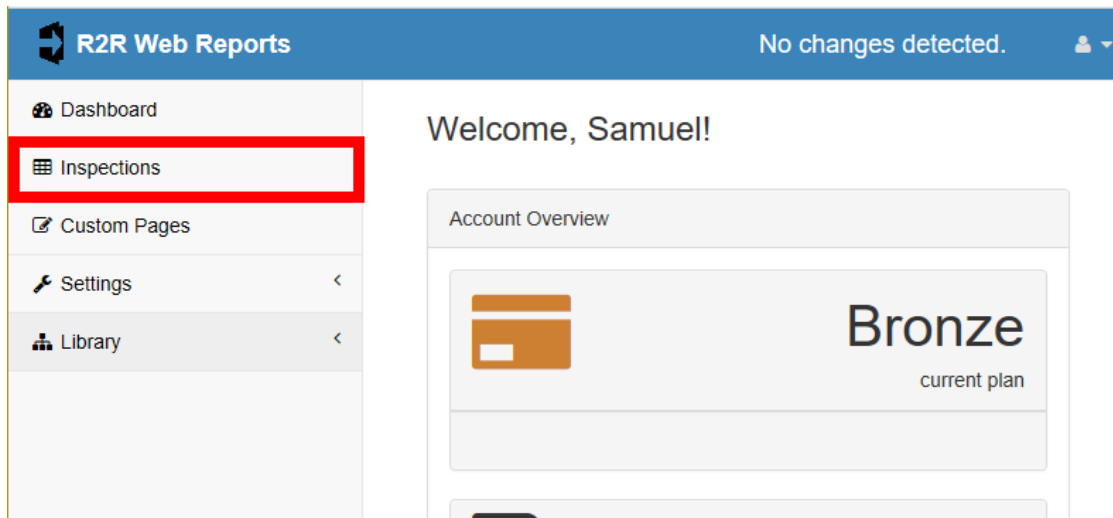 R2R Web Reports
No changes detected.
Dashboard
Inspections
Custom Pages
Settings
Library
Welcome, Samuel!
Account Overview
Bronze
current plan